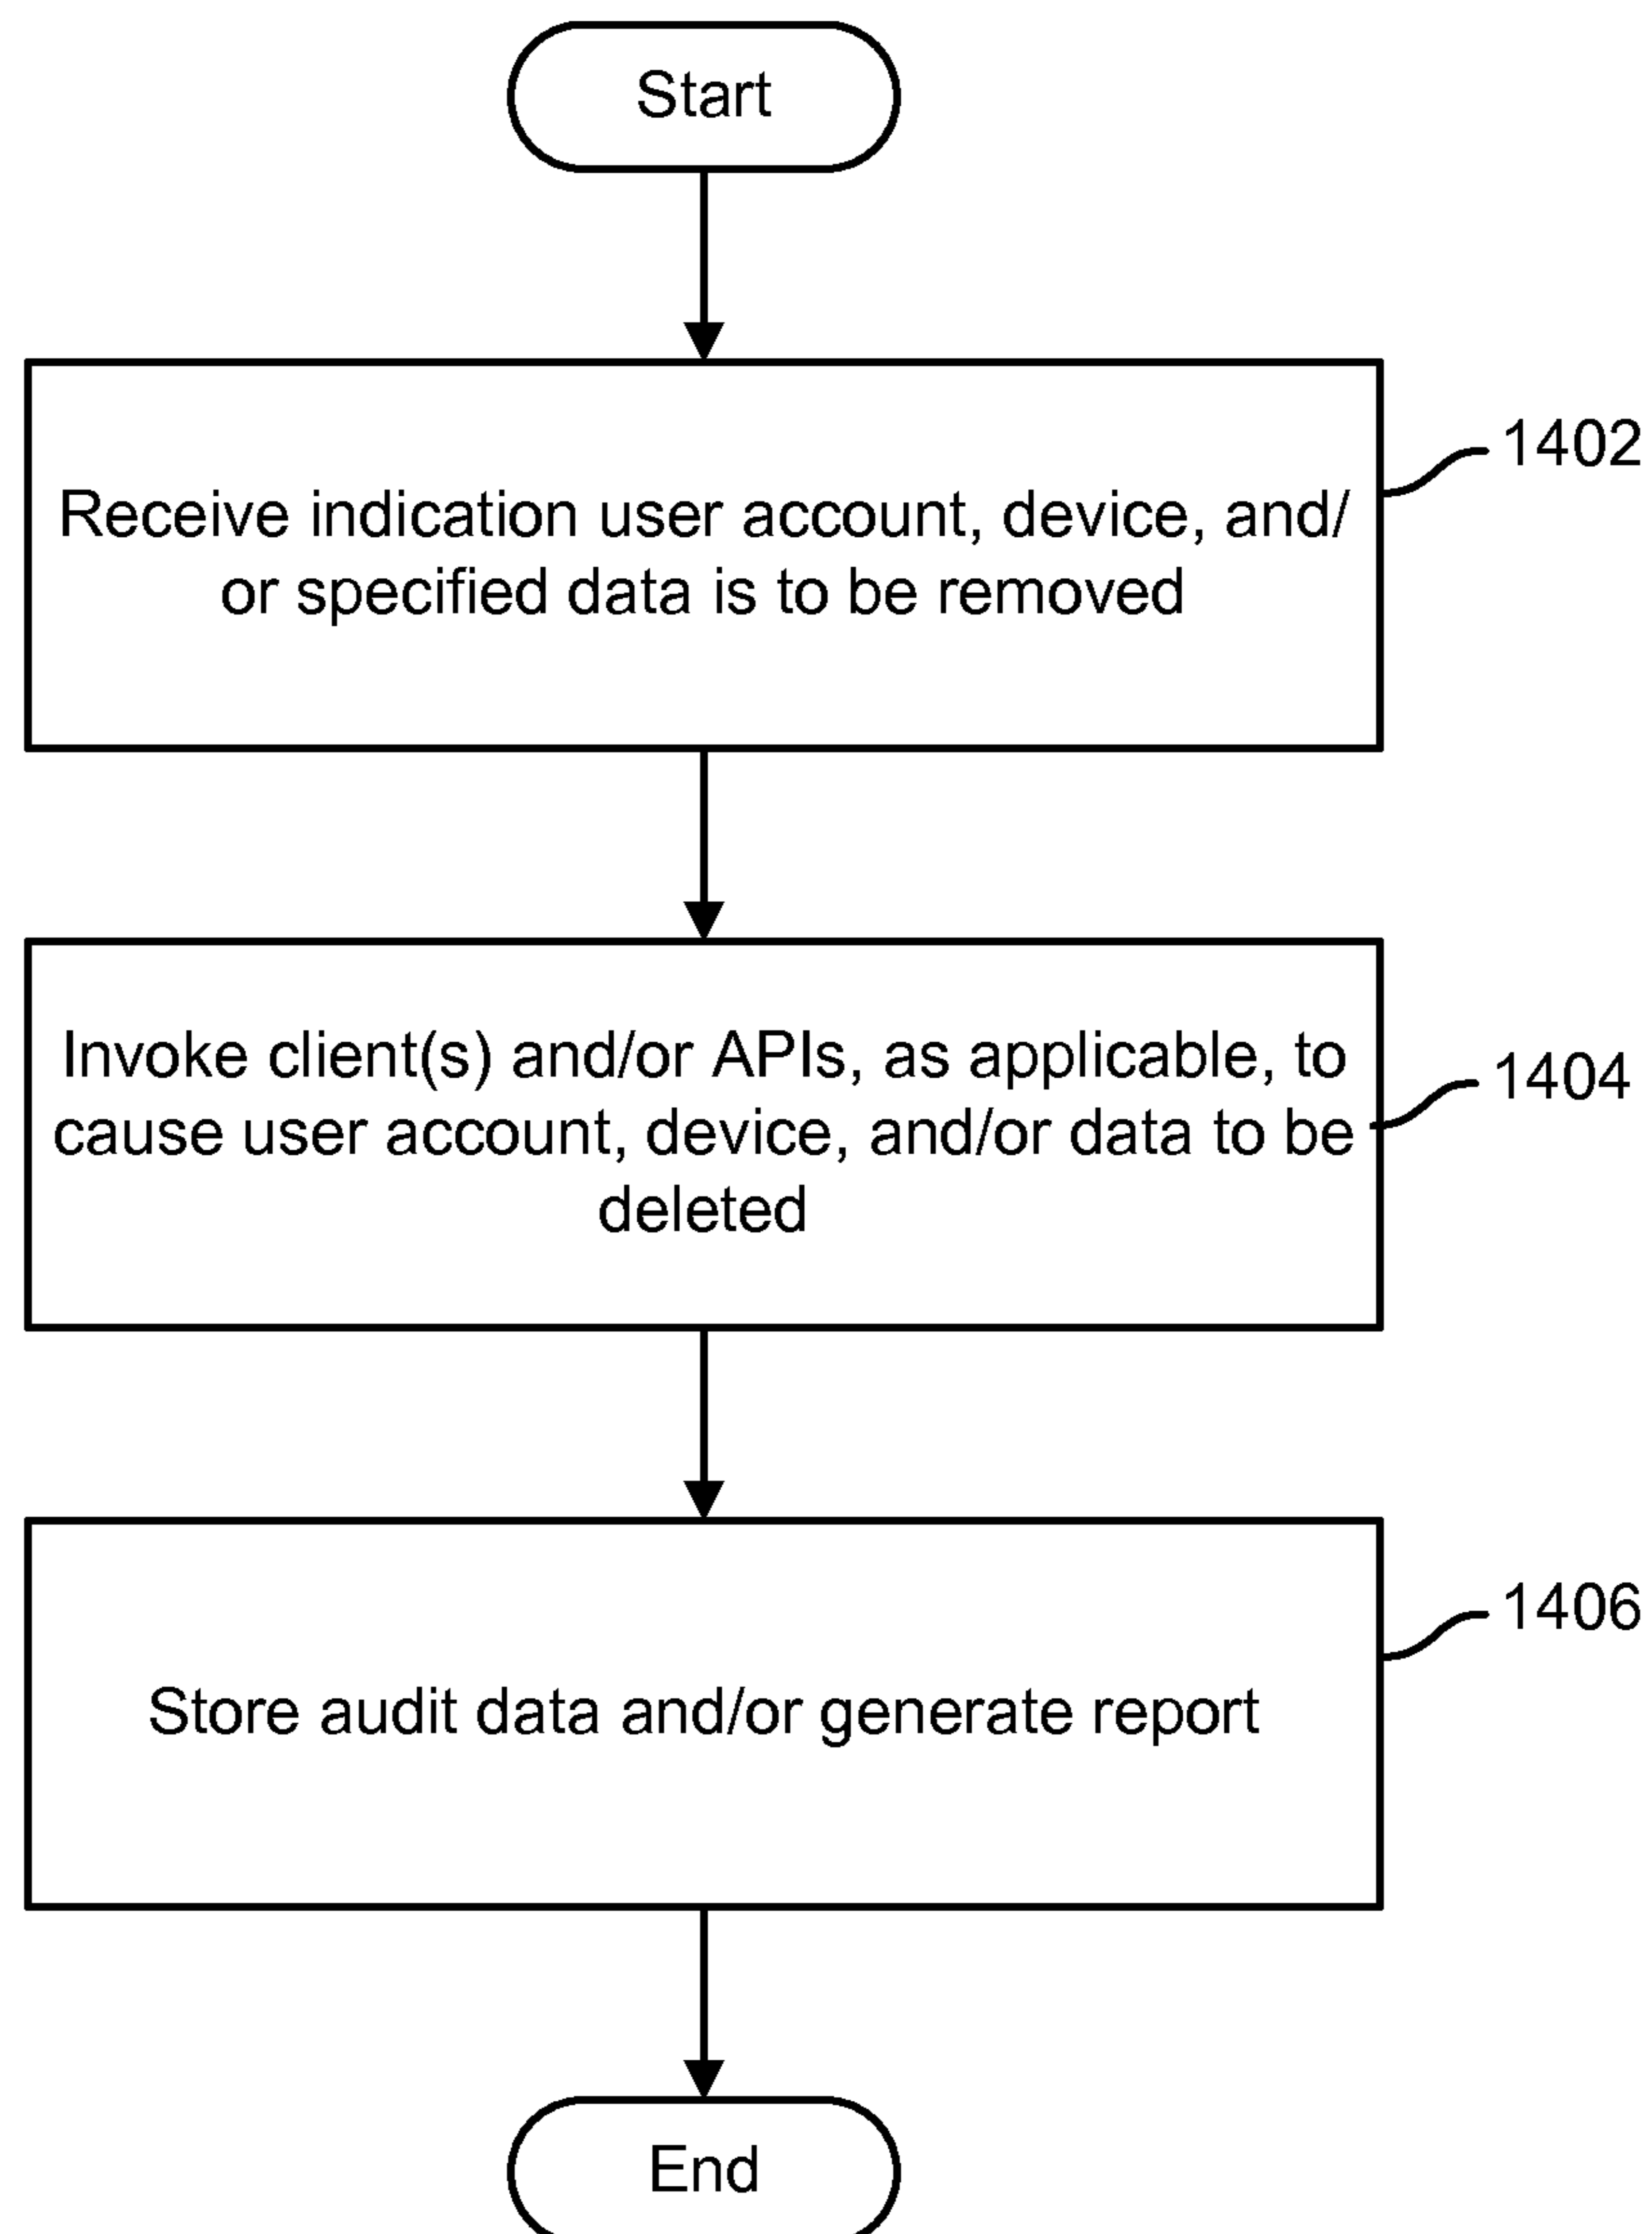 Start
1402
Receive indication user account, device, and/
or specified data is to be removed
Invoke client(s) and/or APIs, as applicable, to
1404
cause user account, device, and/or data to be
deleted
1406
Store audit data and/or generate report
End